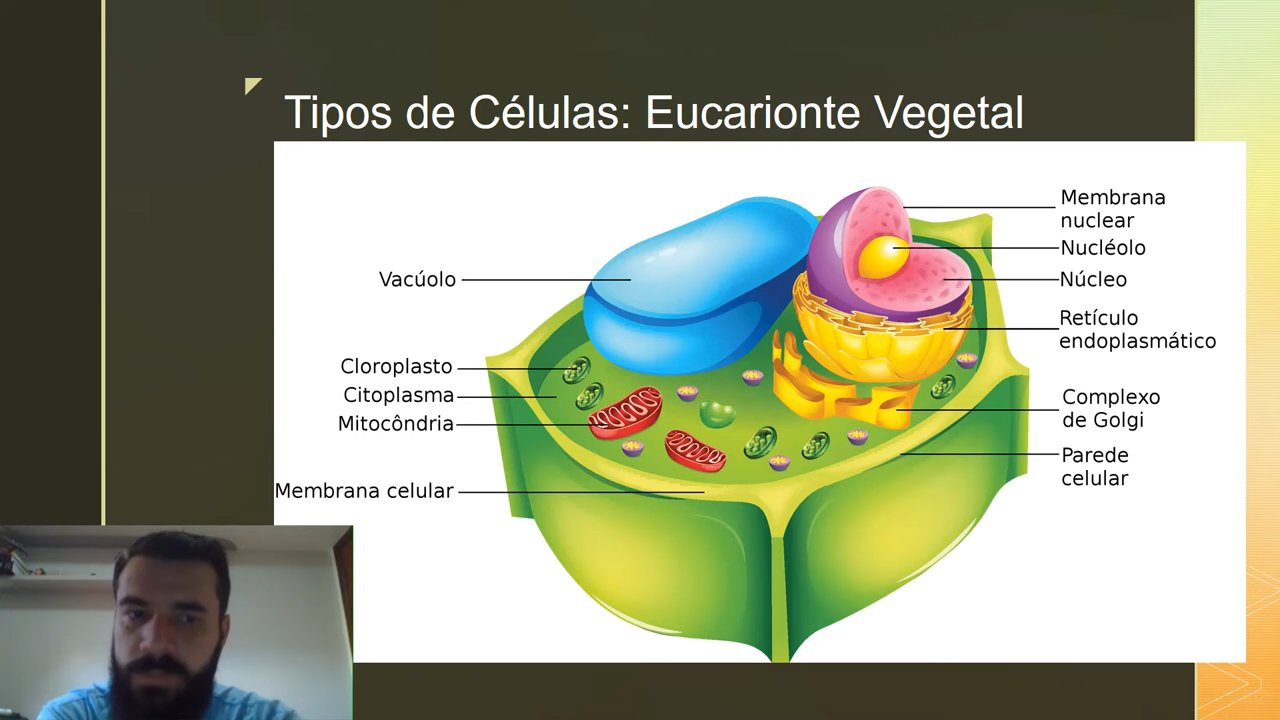 Tipos de Células: Eucarionte Vegetal
Vacúolo
Cloroplasto
Citoplasma
Mitocôndria
Membrana celular
Membrana
nuclear
Nucléolo
Núcleo
Retículo
endoplasmático
Complexo
de Golgi
Parede
celular